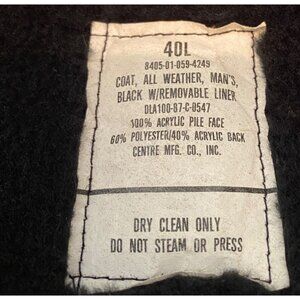 40L
8405-01-059-4249
COAT, ALL WEATHER, MAN'S,
BLACK W/REMOVABLE LINER
DLA100-87-C-0547
100% ACRYLIC PILE FACE
60% POLYESTER/40% ACRYLIC BACK
CENTRE MFG. CO., INC.
DRY CLEAN ONLY
DO NOT STEAM OR PRESS